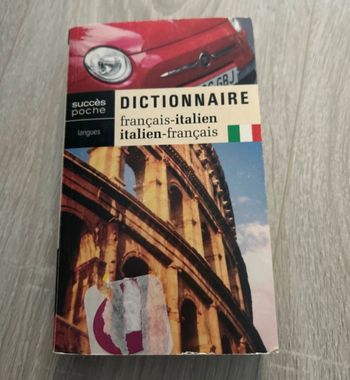 succès
poche
langues
DICTIONNAIRE
français-italien
italien-français